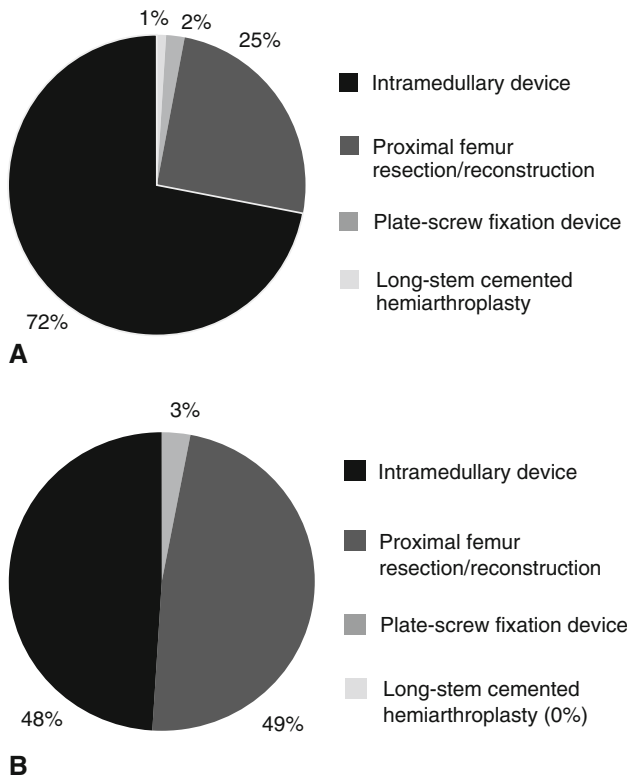 1% 2%
25%
Intramedullary device
Proximal femur
resection/reconstruction
Plate-screw fixation device
Long-stem cemented
hemiarthroplasty
72%
A
3%
Intramedullary device
Proximal femur
resection/reconstruction
Plate-screw fixation device
Long-stem cemented
hemiarthroplasty (0%)
48%
49%
B